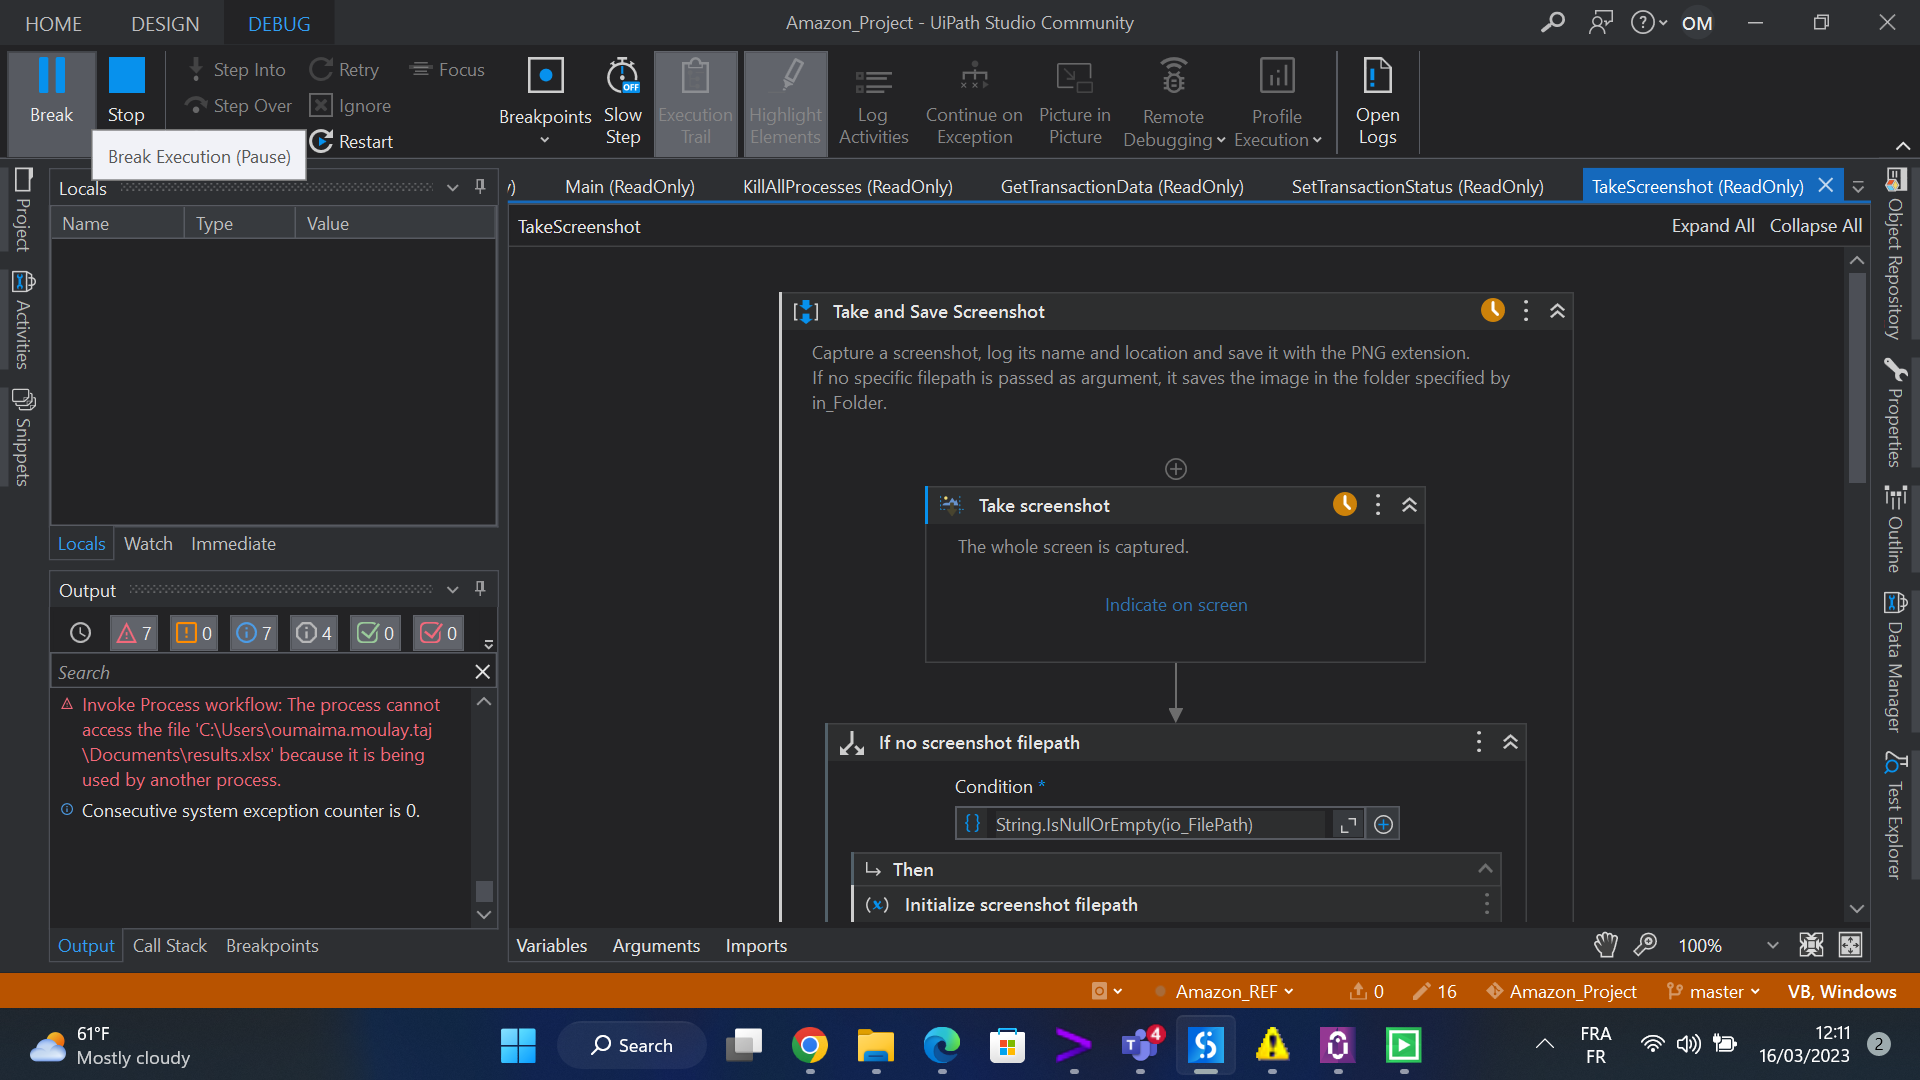 HOME
DESIGN
DEBUG
Amazon_Project - UiPath Studio Community
OM
Break
Stop
Step Into
Step Over
Retry
Ignore
Restart
Focus
Breakpoints
Slow
Step
OFF
Execution
Trail
Highlight
Elements
Log
Activities
Continue on
Exception
Picture in
Picture
Remote
Debugging
Profile
Execution
Open
Logs
Break Execution (Pause)
Project
Activities
Snippets
Locals
Name
Type
Value
Locals
Watch
Immediate
Output
7
0
7
4
0
0
Search
Invoke Process workflow: The process cannot
access the file 'C:\Users\oumaima.moulay.taj
\Documents\results.xlsx' because it is being
used by another process.
Consecutive system exception counter is 0.
Output
Call Stack
Breakpoints
Main (ReadOnly)
KillAllProcesses (ReadOnly)
GetTransactionData (ReadOnly)
SetTransactionStatus (ReadOnly)
TakeScreenshot (ReadOnly)
TakeScreenshot
Expand All
Collapse All
Take and Save Screenshot
Capture a screenshot, log its name and location and save it with the PNG extension.
If no specific filepath is passed as argument, it saves the image in the folder specified by
in_Folder.
Take screenshot
The whole screen is captured.
Indicate on screen
If no screenshot filepath
Condition *
String.IsNullOrEmpty(io_FilePath)
Then
(x) Initialize screenshot filepath
Variables
Arguments
Imports
100%
Object Repository
Properties
Outline
Data Manager
Test Explorer
Amazon_REF
0
16
Amazon_Project
master
VB, Windows
61°F
Mostly cloudy
Search
4
FRA
FR
12:11
16/03/2023
2